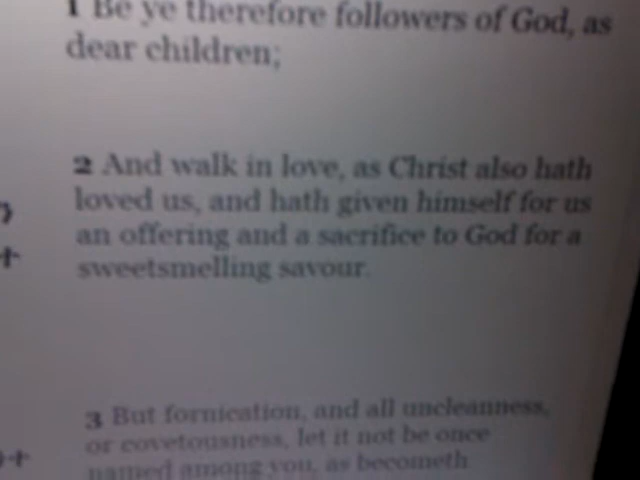 1 Be ye therefore followers of God, as
dear children;
2 And walk in love, as Christ also hath
loved us, and hath given himself for us
an offering and a sacrifice to God for a
sweetsmelling savour.
3 But fornication, and all uncleanness,
or covetousness, let it not be once
named among you, as becometh